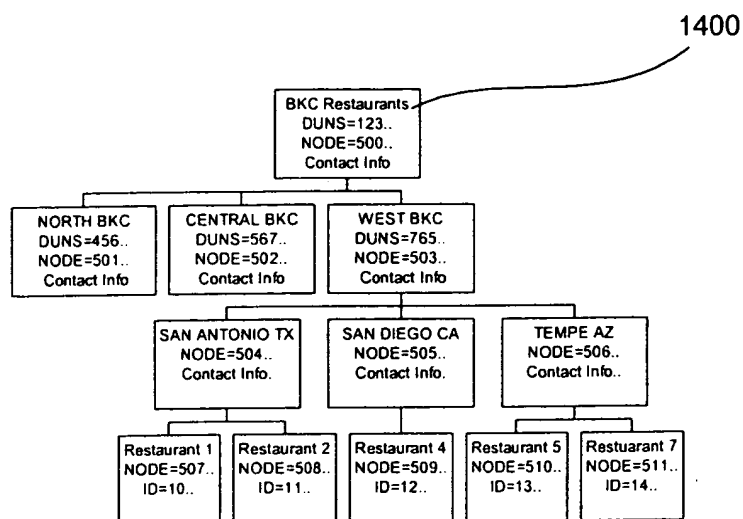 1400
BKC Restaurants
DUNS=123..
NODE=500..
Contact Info
NORTH BKC
DUNS=456..
NODE=501..
Contact Info
CENTRAL BKC
DUNS=567..
NODE=502..
Contact Info
WEST BKC
DUNS=765..
NODE=503..
Contact Info
SAN ANTONIO TX
NODE=504..
Contact Info.
SAN DIEGO CA
NODE=505..
Contact Info.
TEMPE AZ
NODE=506..
Contact Info..
Restaurant 1
NODE=507..
ID=10..
Restaurant 2
NODE=508..
ID=11..
Restaurant 4
NODE=509..
ID=12..
Restaurant 5
NODE=510..
ID=13..
Restuarant 7
NODE=511..
ID=14..